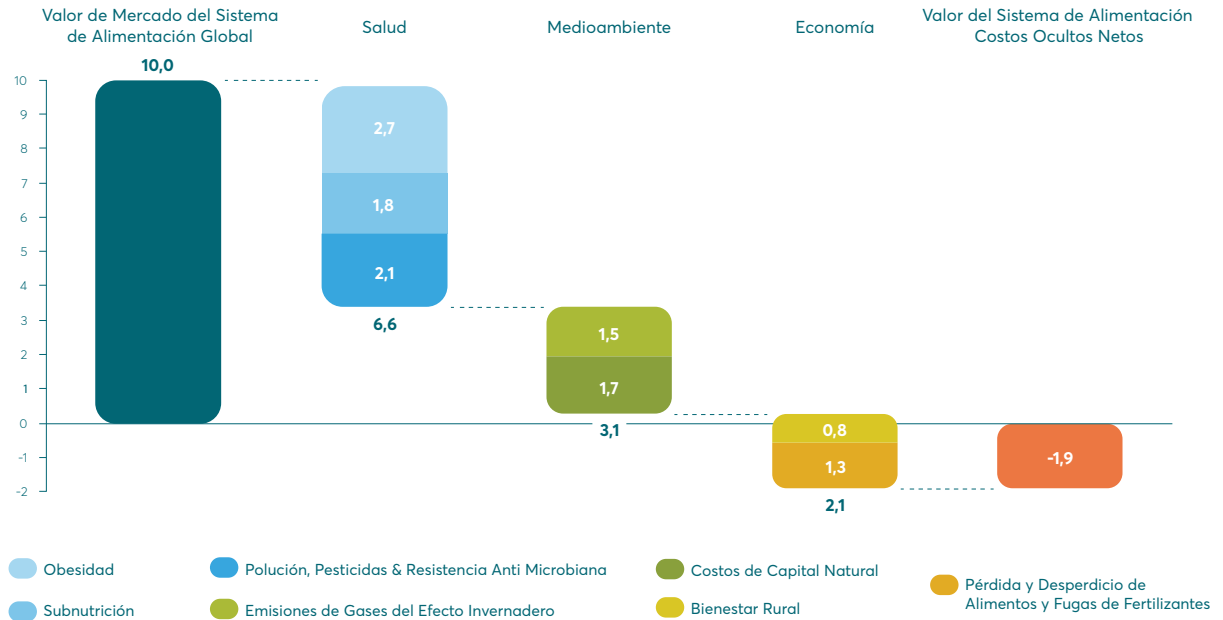 Valor de Mercado del Sistema
de Alimentación Global
Salud
Medioambiente
Economía
Valor del Sistema de Alimentación
Costos Ocultos Netos
10,0
10
9
8
7
6
5
4
3
2
1
0
-1
-2
2,7
1,8
2,1
6,6
1,5
1,7
3,1
0,8
1,3
2,1
-1,9
Obesidad
Subnutrición
Polución, Pesticidas & Resistencia Anti Microbiana
Emisiones de Gases del Efecto Invernadero
Costos de Capital Natural
Bienestar Rural
Pérdida y Desperdicio de
Alimentos y Fugas de Fertilizantes